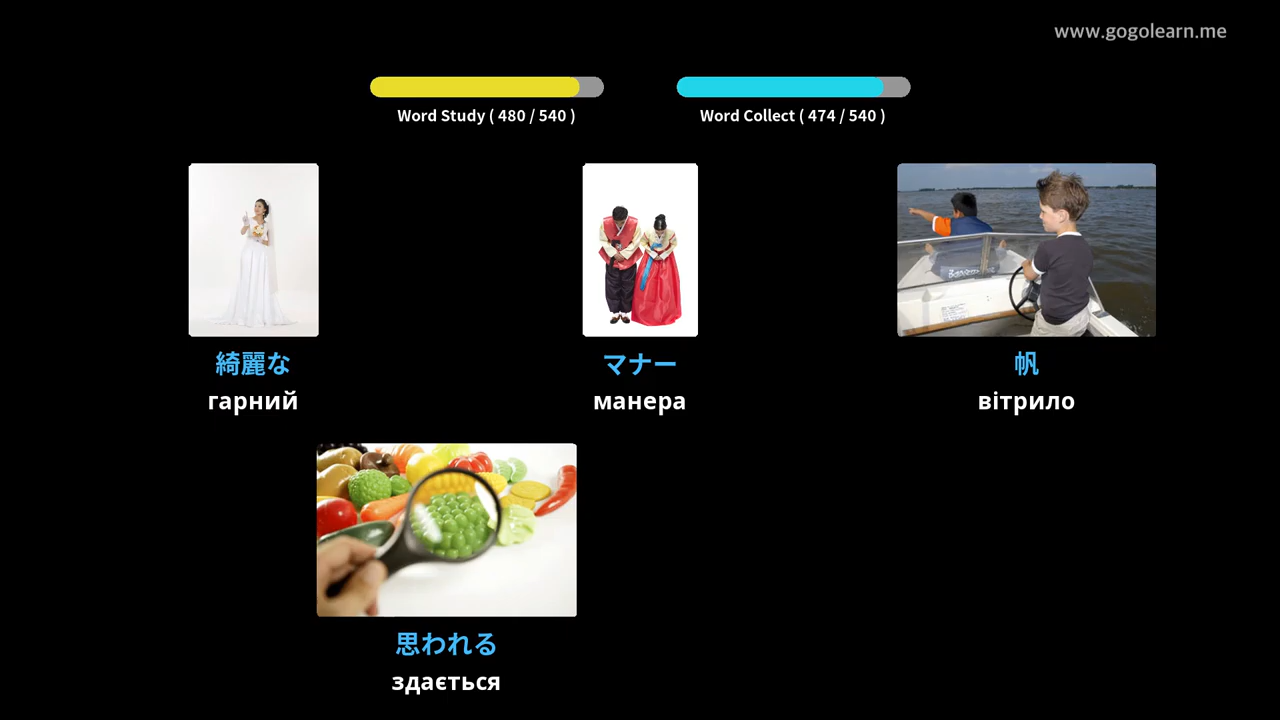 www.gogolearn.me
Word Study ( 480 / 540 )
Word Collect ( 474 / 540 )
綺麗な
гарний
マナー
манера
帆
вітрило
思われる
здається